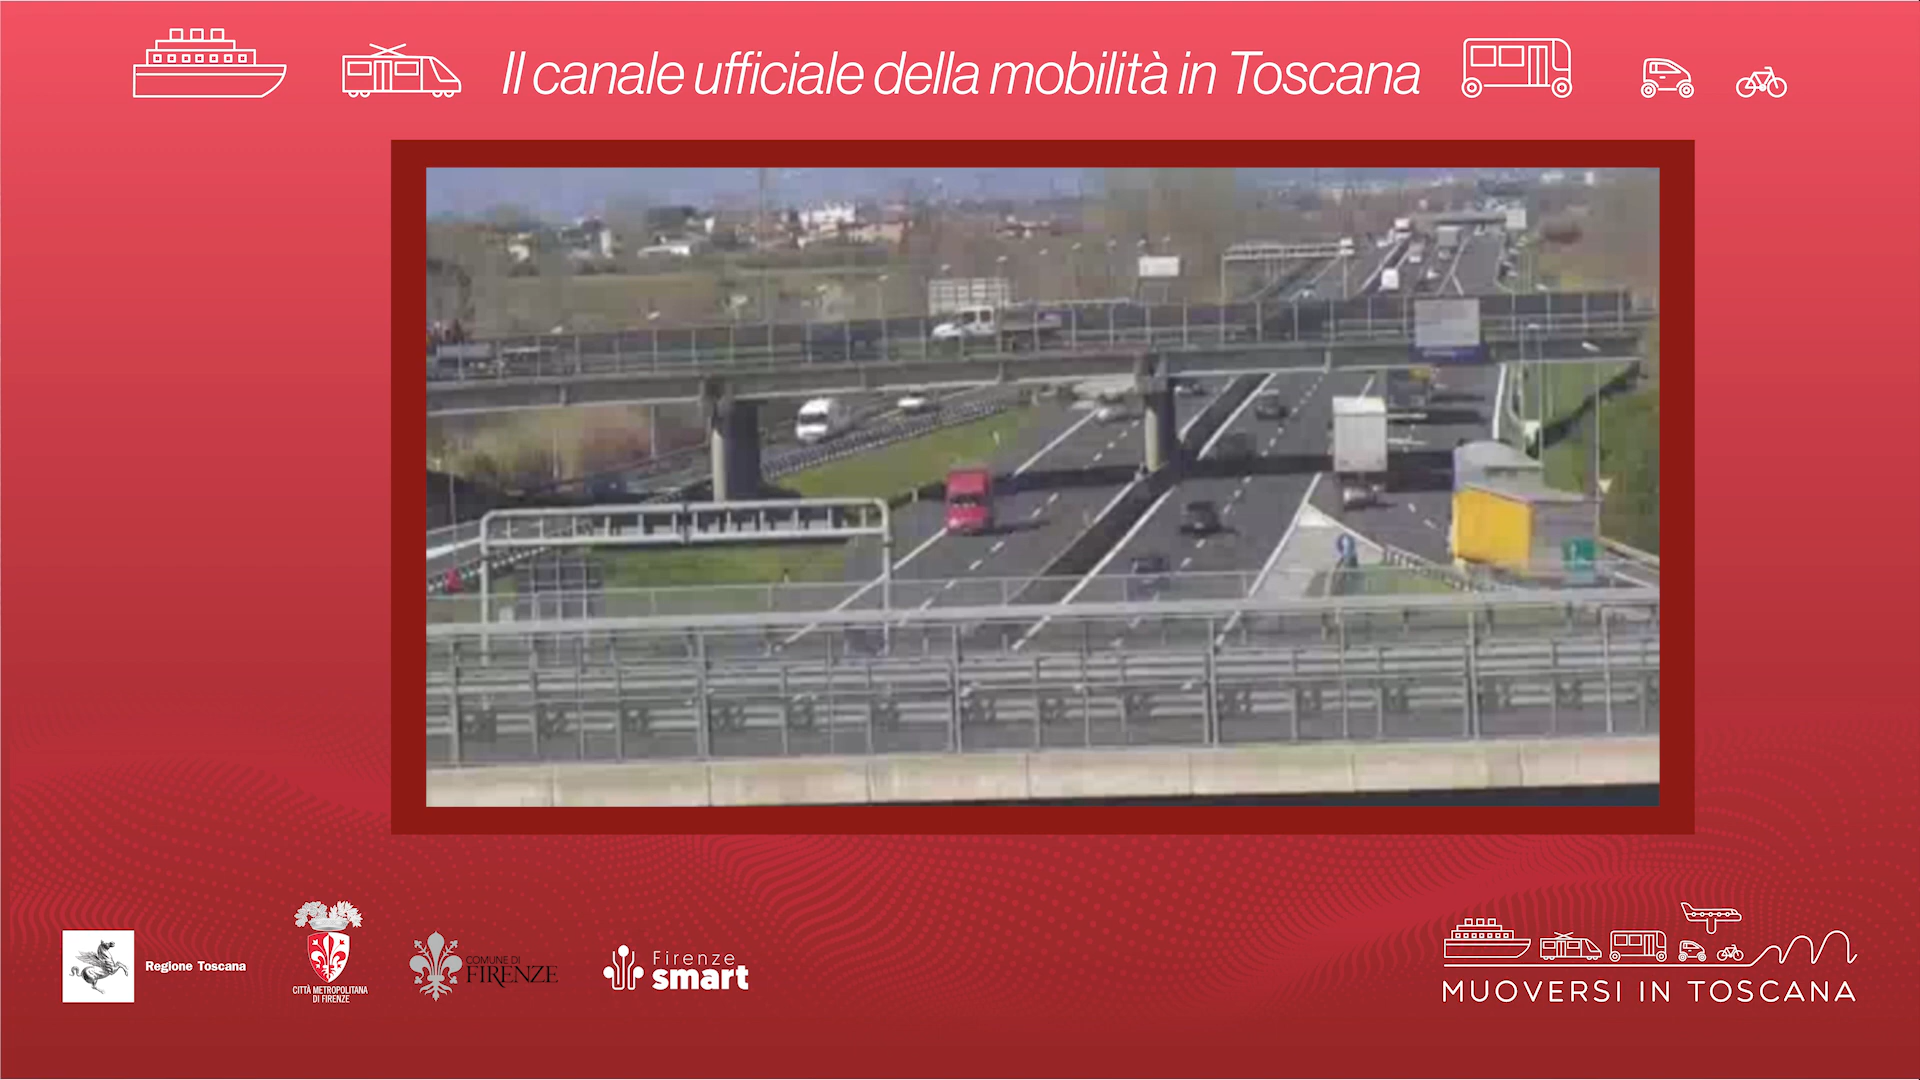 Il canale ufficiale della mobilità in Toscana
Regione Toscana
CITTÀ METROPOLITANA
DI FIRENZE
COMUNE DI
FIRENZE
Firenze
smart
MUOVERSI IN TOSCANA